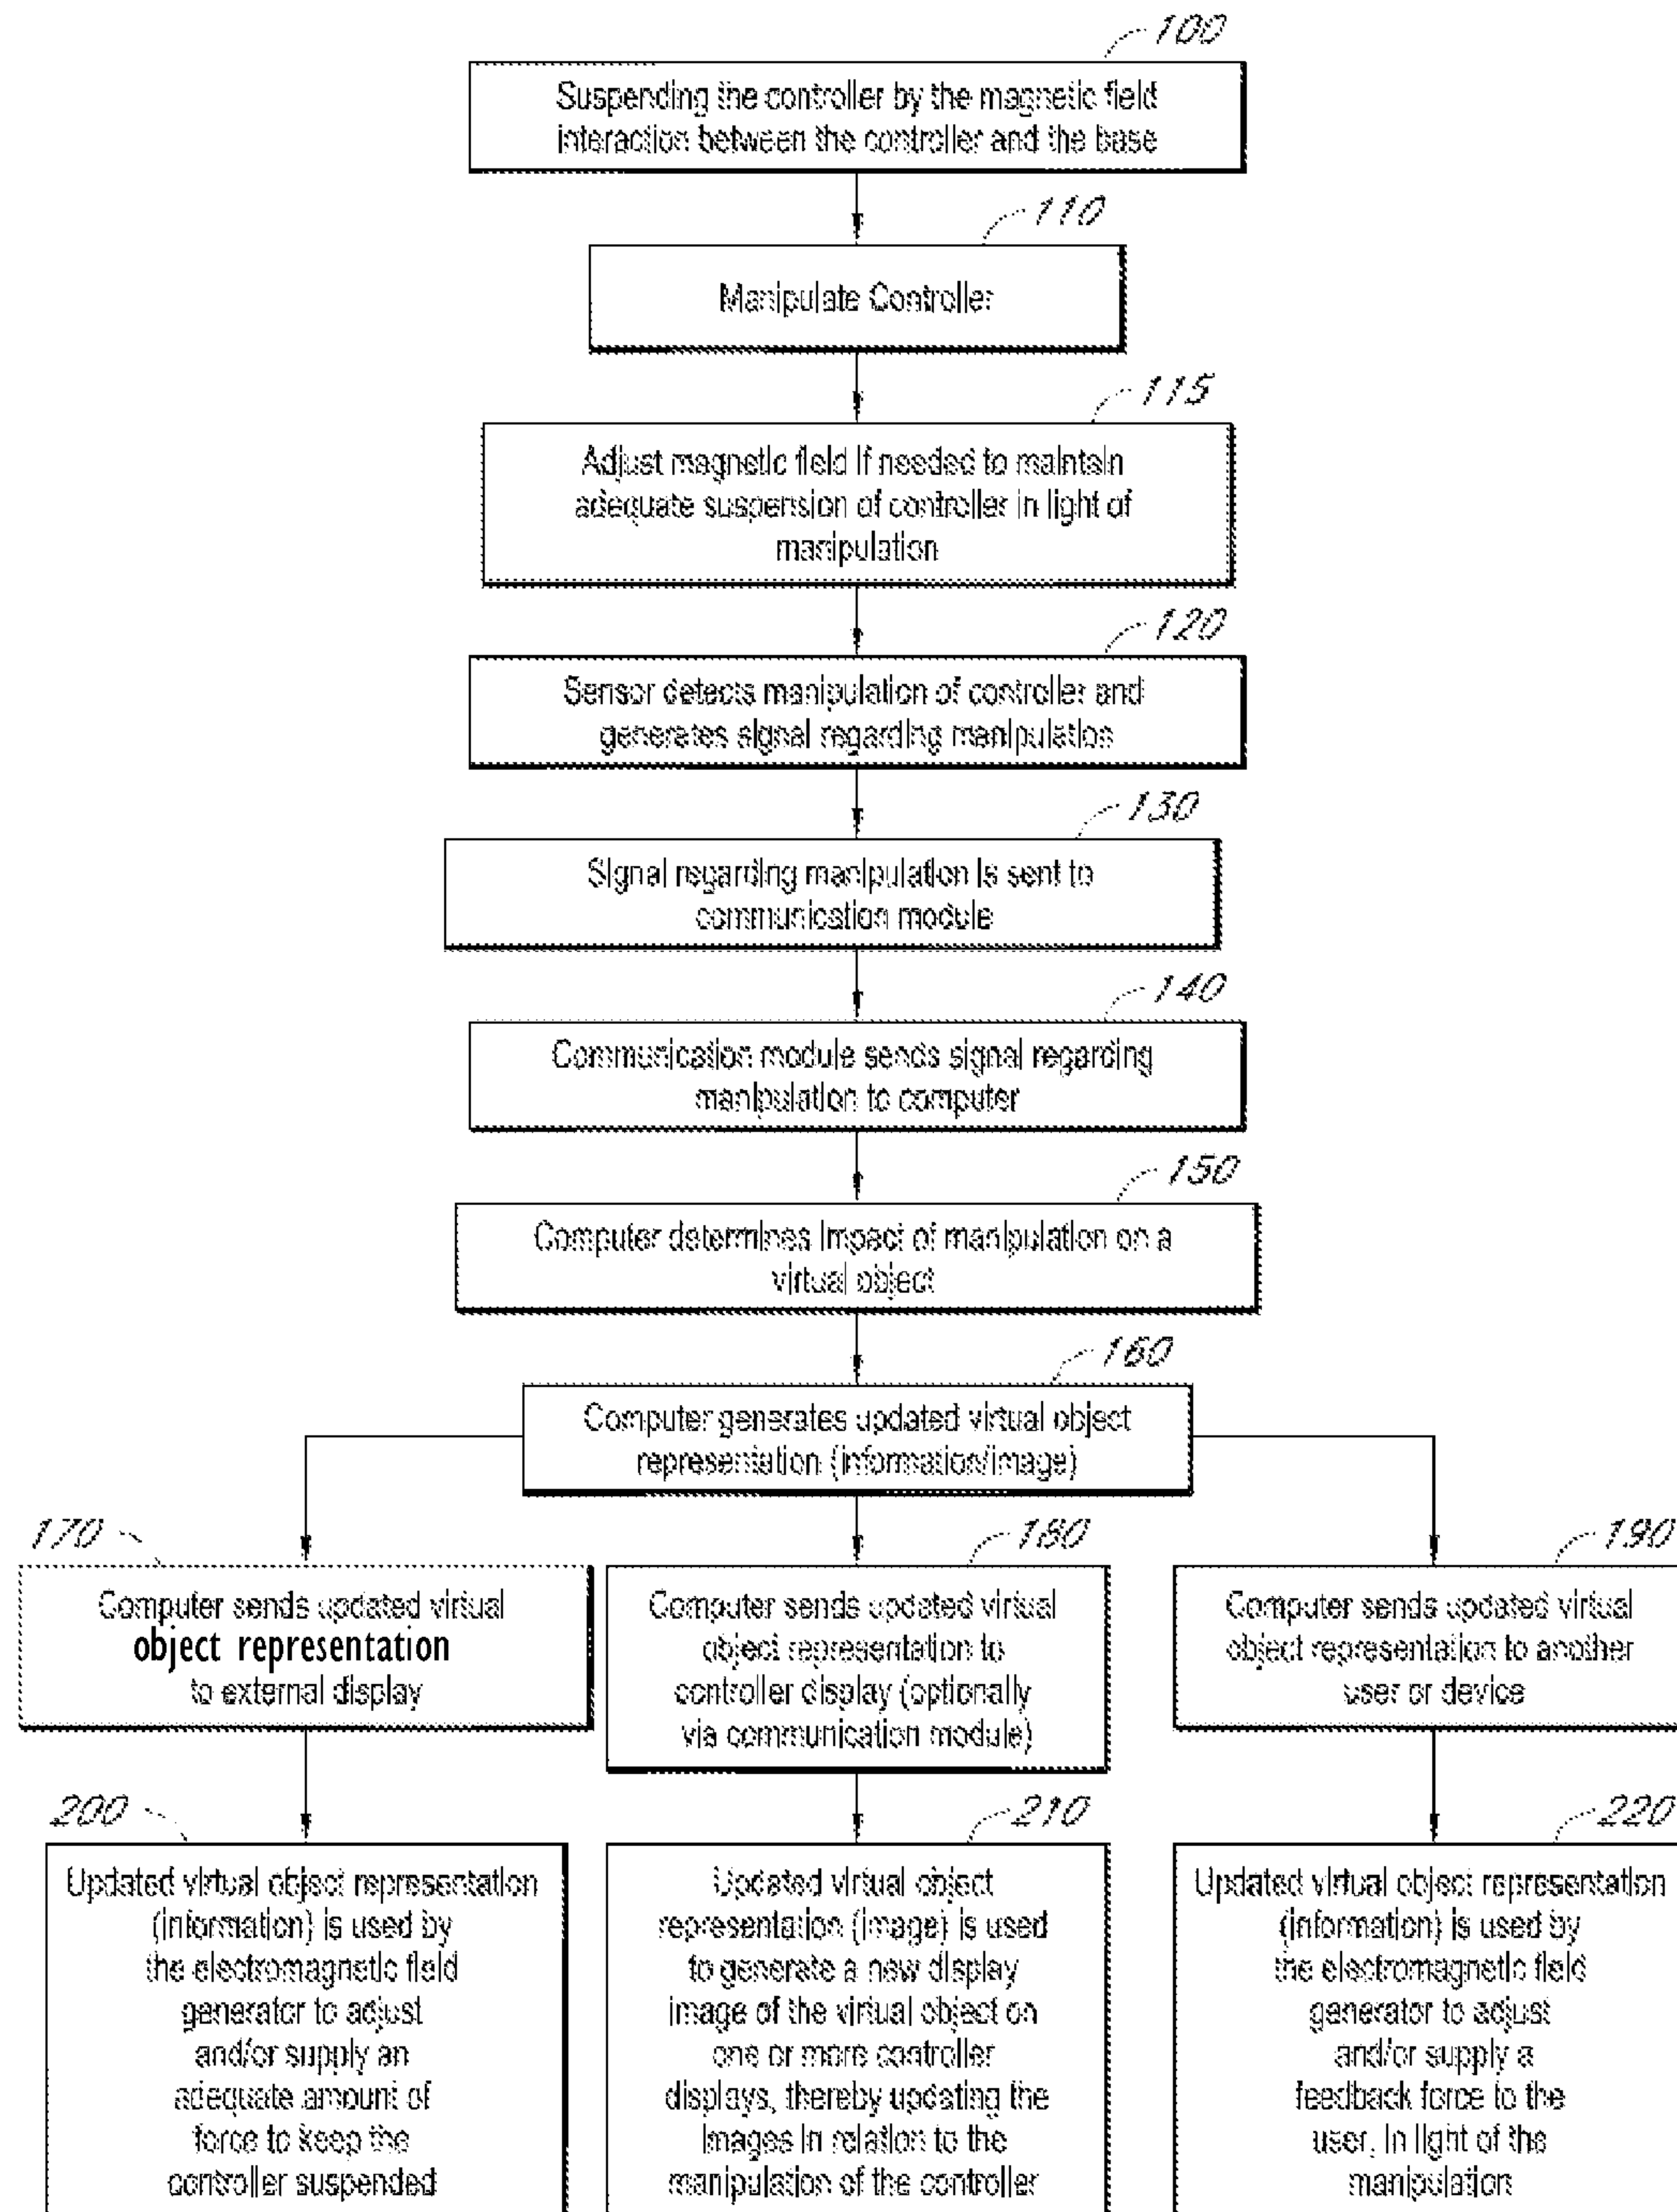 100
Suspending the controller by the magnetic field
interaction between the controller and the base
110
Manipulate Controller
115
Adjust magnetic field if needed to maintain
adequate suspension of controller in light of
manipulation
120
Sensor detects manipulation of controller and
generates signal regarding manipulation
130
Signal regarding manipulation is sent to
communication module
140
Communication module sends signal regarding
manipulation to computer
150
Computer determines impact of manipulation on a
virtual object
160
Computer generates updated virtual object
representation (information/image)
170
Computer sends updated virtual
object representation
to external display
180
Computer sends updated virtual
object representation to
controller display (optionally
via communication module)
190
Computer sends updated virtual
object representation to another
user or device
200
Updated virtual object representation
(information) is used by
the electromagnetic field
generator to adjust
and/or supply an
adequate amount of
force to keep the
controller suspended
210
Updated virtual object
representation (image) is used
to generate a new display
image of the virtual object on
one or more controller
displays, thereby updating the
images in relation to the
manipulation of the controller
220
Updated virtual object representation
(information) is used by
the electromagnetic field
generator to adjust
and/or supply a
feedback force to the
user, in light of the
manipulation